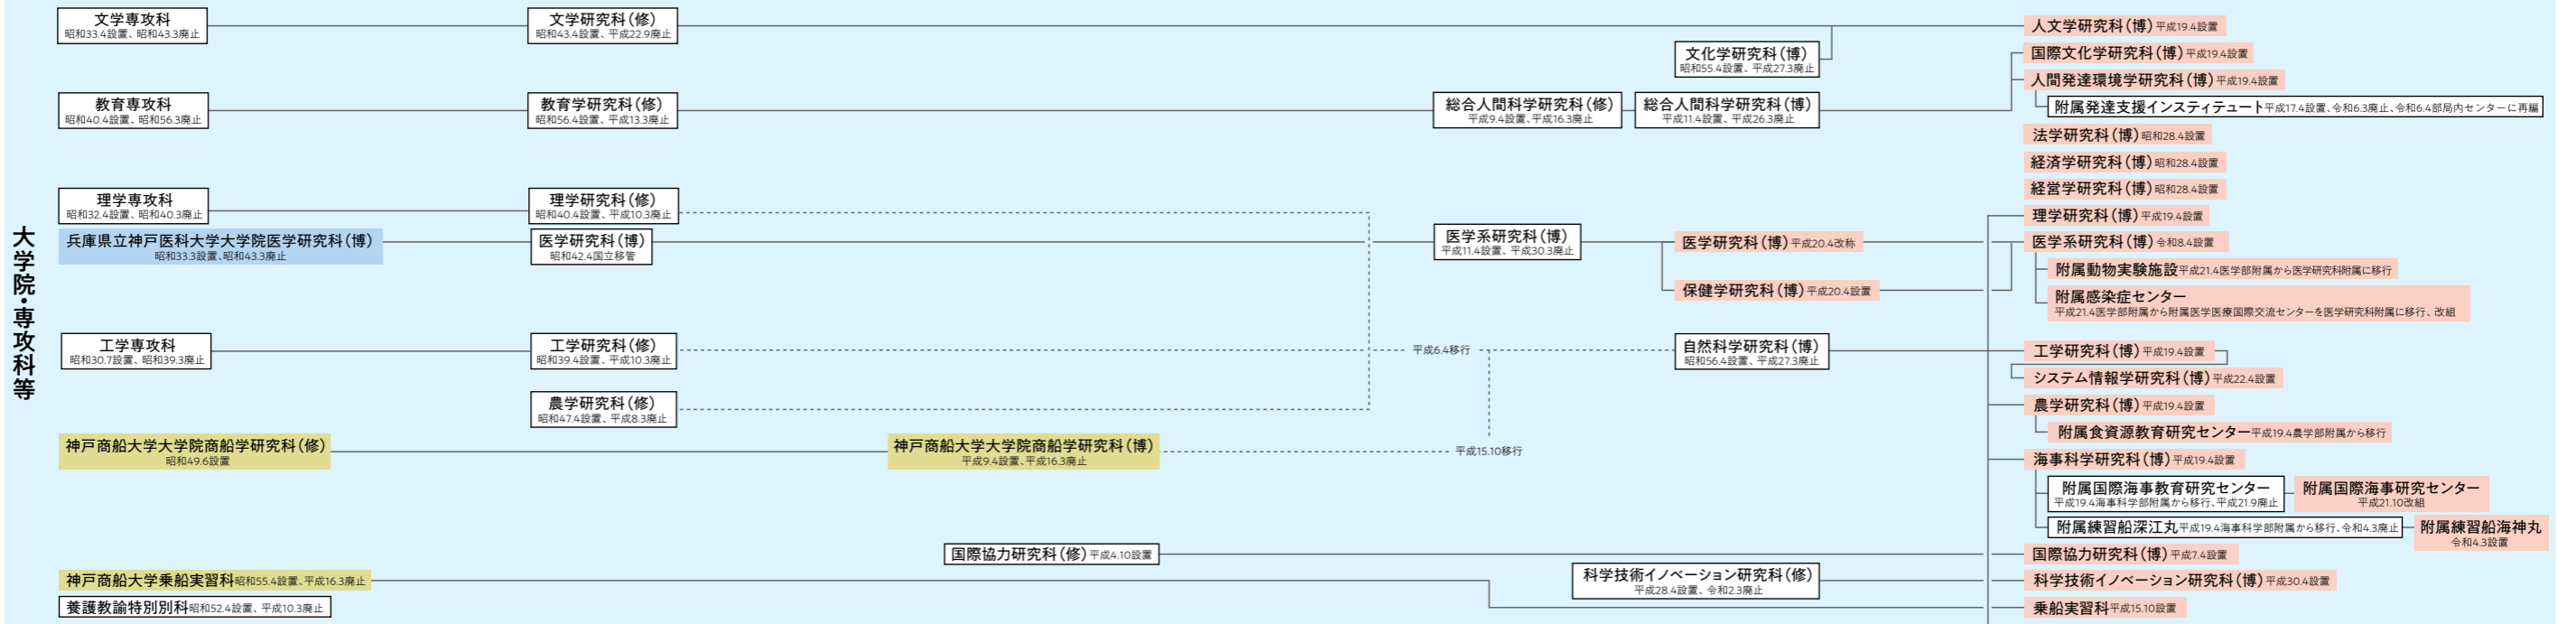 大学院・専攻科等
文学専攻科
昭和33.4設置、昭和43.3廃止
文学研究科(修)
昭和43.4設置、平成22.9廃止
人文学研究科(博) 平成19.4設置
文化学研究科(博)
昭和55.4設置、平成27.3廃止
国際文化学研究科(博) 平成19.4設置
人間発達環境学研究科(博) 平成19.4設置
教育専攻科
昭和40.4設置、昭和56.3廃止
教育学研究科(修)
昭和56.4設置、平成13.3廃止
総合人間科学研究科(修)
平成9.4設置、平成16.3廃止
総合人間科学研究科(博)
平成11.4設置、平成26.3廃止
附属発達支援インスティテュート平成17.4設置、令和6.3廃止、令和6.4部局内センターに再編
法学研究科(博) 昭和28.4設置
経済学研究科(博) 昭和28.4設置
経営学研究科(博) 昭和28.4設置
理学専攻科
昭和32.4設置、昭和40.3廃止
理学研究科(修)
昭和40.4設置、平成10.3廃止
理学研究科(博) 平成19.4設置
兵庫県立神戸医科大学大学院医学研究科(博)
昭和33.3設置、昭和43.3廃止
医学研究科(博)
昭和42.4国立移管
医学系研究科(博)
平成11.4設置、平成30.3廃止
医学研究科(博) 平成20.4改称
医学系研究科(博) 令和8.4設置
附属動物実験施設平成21.4医学部附属から医学研究科附属に移行
保健学研究科(博) 平成20.4設置
附属感染症センター
平成21.4医学部附属から附属医学医療国際交流センターを医学研究科附属に移行、改組
工学専攻科
昭和30.7設置、昭和39.3廃止
工学研究科(修)
昭和39.4設置、平成10.3廃止
平成6.4移行
自然科学研究科(博)
昭和56.4設置、平成27.3廃止
工学研究科(博) 平成19.4設置
システム情報学研究科(博) 平成22.4設置
農学研究科(修)
昭和47.4設置、平成8.3廃止
農学研究科(博) 平成19.4設置
附属食資源教育研究センター平成19.4農学部附属から移行
神戸商船大学大学院商船学研究科(修)
昭和49.6設置
神戸商船大学大学院商船学研究科(博)
平成9.4設置、平成16.3廃止
平成15.10移行
海事科学研究科(博) 平成19.4設置
附属国際海事教育研究センター
平成19.4海事科学部附属から移行、平成21.9廃止
附属国際海事研究センター
平成21.10改組
附属練習船深江丸平成19.4海事科学部附属から移行、令和4.3廃止
附属練習船海神丸
令和4.3設置
国際協力研究科(修) 平成4.10設置
国際協力研究科(博) 平成7.4設置
神戸商船大学乗船実習科昭和55.4設置、平成16.3廃止
科学技術イノベーション研究科(修)
平成28.4設置、令和2.3廃止
科学技術イノベーション研究科(博) 平成30.4設置
養護教諭特別別科昭和52.4設置、平成10.3廃止
乗船実習科平成15.10設置